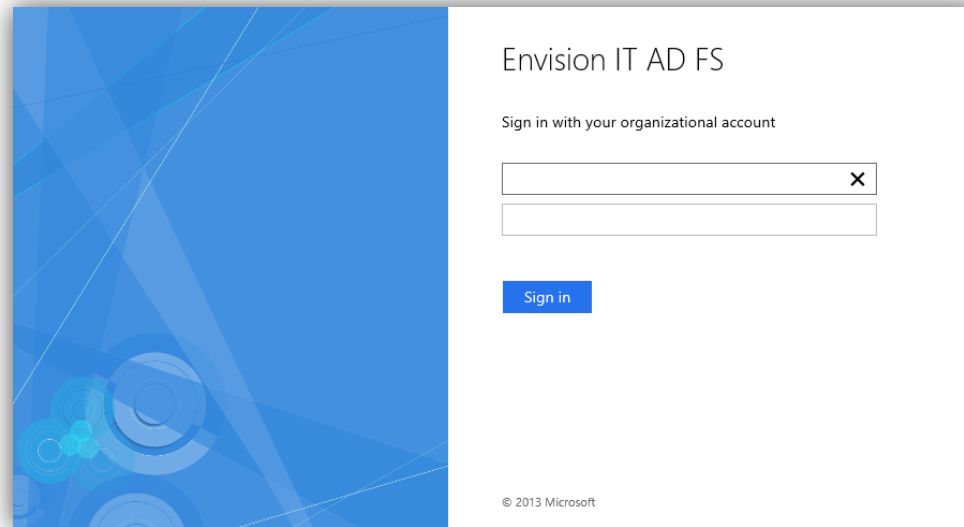 Envision IT AD FS
Sign in with your organizational account
Sign in
© 2013 Microsoft